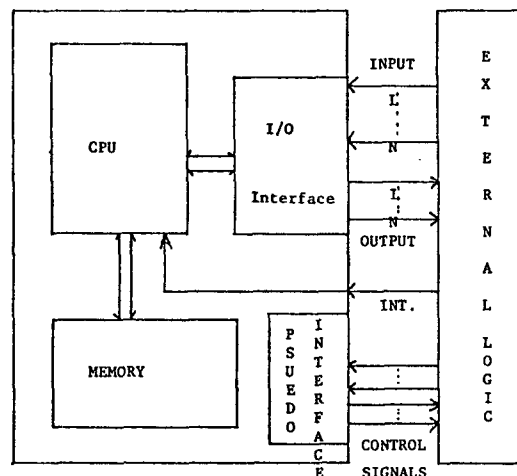 CPU
I/O
Interface
MEMORY
PSUEDO
INTERFACE
INPUT
I
N
I
N
OUTPUT
INT.
CONTROL
SIGNALS
EXTERNAL LOGIC